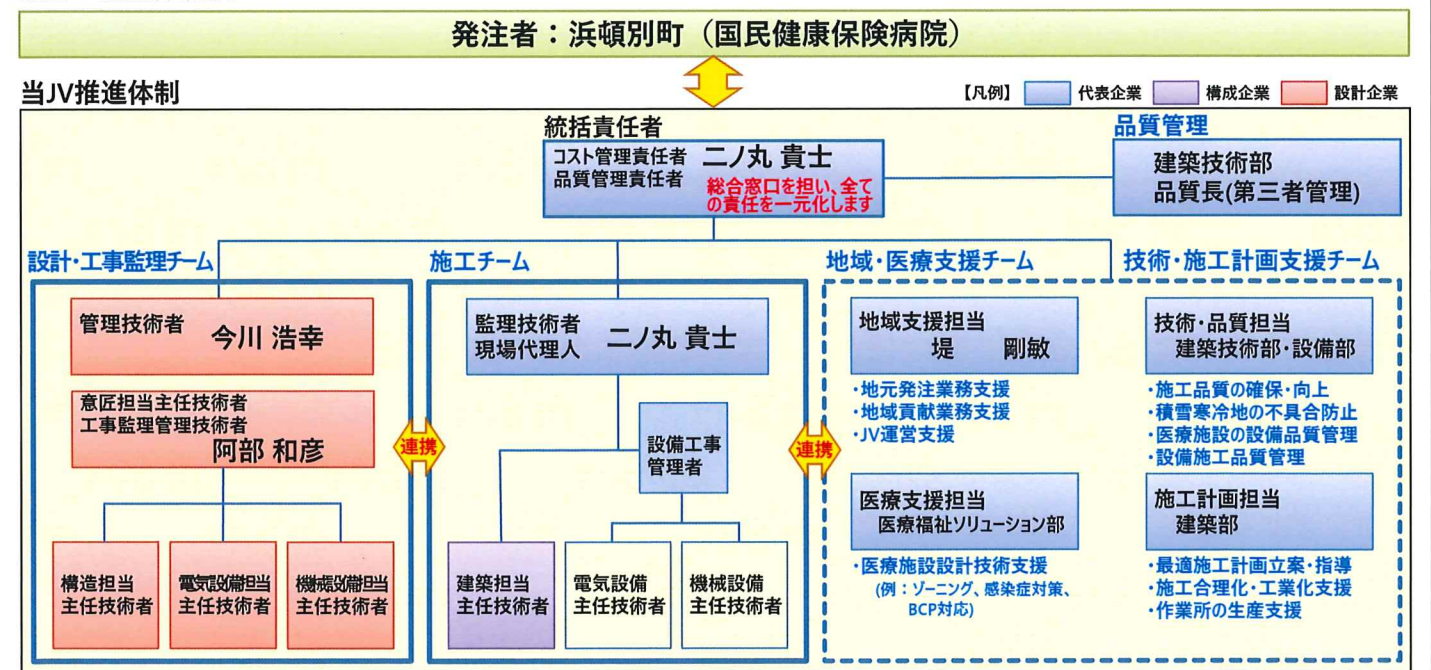 発注者：浜頓別町（国民健康保険病院）
当JV推進体制
【凡例】 代表企業 構成企業 設計企業
統括責任者
コスト管理責任者 二ノ丸 貴士
品質管理責任者
総合窓口を担い、全て
の責任を一元化します
品質管理
建築技術部
品質長(第三者管理)
設計・工事監理チーム
管理技術者 今川 浩幸
意匠担当主任技術者
工事監理管理技術者
阿部 和彦
構造担当
主任技術者
電気設備担当
主任技術者
機械設備担当
主任技術者
連携
施工チーム
監理技術者
現場代理人 二ノ丸 貴士
設備工事
管理者
建築担当
主任技術者
電気設備
主任技術者
機械設備
主任技術者
連携
地域・医療支援チーム
地域支援担当
堤 剛敏
・地元発注業務支援
・地域貢献業務支援
・JV運営支援
医療支援担当
医療福祉ソリューション部
・医療施設設計技術支援
(例：ゾーニング、感染症対策、
BCP対応)
技術・施工計画支援チーム
技術・品質担当
建築技術部・設備部
・施工品質の確保・向上
・積雪寒冷地の不具合防止
・医療施設の設備品質管理
・設備施工品質管理
施工計画担当
建築部
・最適施工計画立案・指導
・施工合理化・工業化支援
・作業所の生産支援